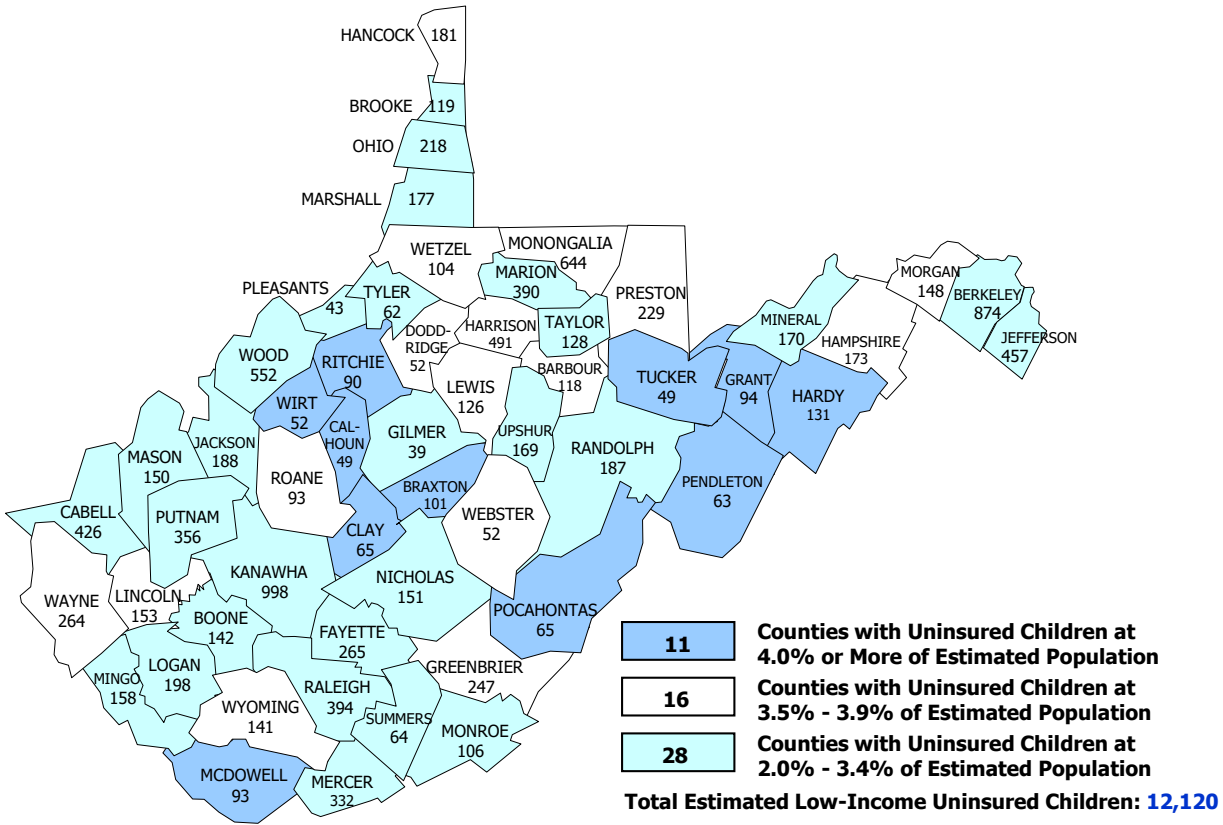 HANCOCK 181
BROOKE 119
OHIO 218
MARSHALL 177
WETZEL
104
MONONGALIA
644
MARION
390
PRESTON
229
PLEASANTS
43
TYLER
62
DODD-
RIDGE
52
HARRISON
491
TAYLOR
128
MINERAL
170
HAMPSHIRE
173
MORGAN
148
BERKELEY
874
JEFFERSON
457
WOOD
552
RITCHIE
90
LEWIS
126
BARBOUR
118
TUCKER
49
GRANT
94
HARDY
131
WIRT
52
CAL-
HOUN
49
GILMER
39
UPSHUR
169
RANDOLPH
187
PENDLETON
63
JACKSON
188
MASON
150
ROANE
93
BRAXTON
101
WEBSTER
52
CABELL
426
PUTNAM
356
CLAY
65
KANAWHA
998
NICHOLAS
151
POCAHONTAS
65
WAYNE
264
LINCOLN
153
BOONE
142
FAYETTE
265
GREENBRIER
247
MINGO
158
LOGAN
198
WYOMING
141
RALEIGH
394
SUMMERS
64
MONROE
106
MCDOWELL
93
MERCER
332
11 Counties with Uninsured Children at
4.0% or More of Estimated Population
16 Counties with Uninsured Children at
3.5% - 3.9% of Estimated Population
28 Counties with Uninsured Children at
2.0% - 3.4% of Estimated Population
Total Estimated Low-Income Uninsured Children: 12,120